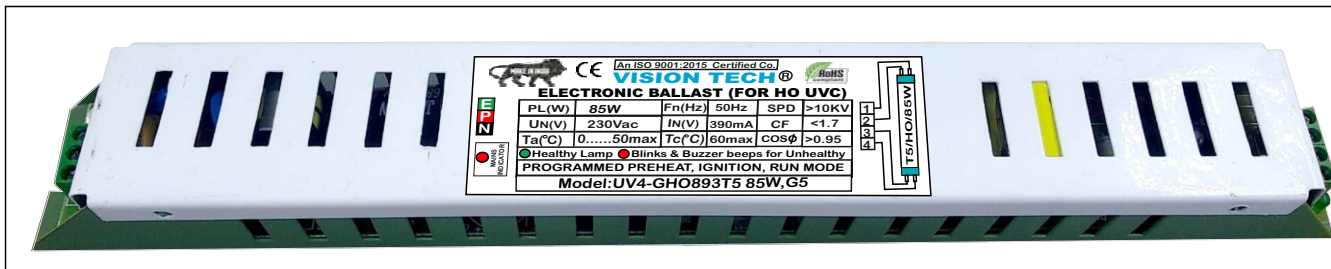 MAKE IN INDIA
CE
An ISO 9001:2015 Certified Co.
VISION TECH®
RoHS
compliant
ELECTRONIC BALLAST (FOR HO UVC)
E
P
N
PL(W) 85W Fn(Hz) 50Hz SPD >10KV
UN(V) 230Vac IN(V) 390mA CF <1.7
Ta(°C) 0......50max Tc(°C) 60max COSϕ >0.95
Healthy Lamp Blinks & Buzzer beeps for Unhealthy
PROGRAMMED PREHEAT, IGNITION, RUN MODE
Model:UV4-GHO893T5 85W,G5
MAINS
INDICATOR
1
2
3
4
T5/HO/85W